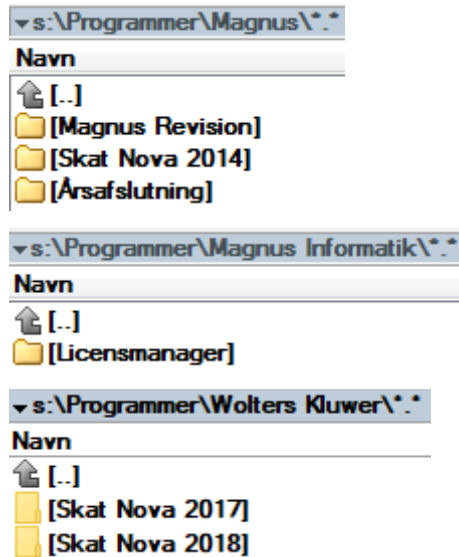 s:\Programmer\Magnus\*.*
Navn
[..]
[Magnus Revision]
[Skat Nova 2014]
[Årsafslutning]
s:\Programmer\Magnus Informatik\*.*
Navn
[..]
[Licensmanager]
s:\Programmer\Wolters Kluwer\*.*
Navn
[..]
[Skat Nova 2017]
[Skat Nova 2018]